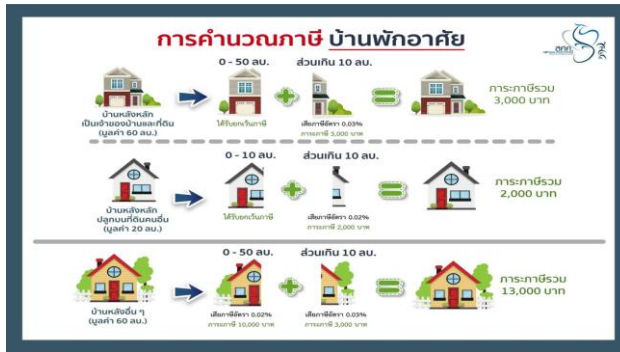 การคำนวณภาษี บ้านพักอาศัย
สศค
0 - 50 ลบ.
ส่วนเกิน 10 ลบ.
บ้านหลังหลัก
เป็นเจ้าของบ้านและที่ดิน
(มูลค่า 60 ลบ.)
ได้รับยกเว้นภาษี
เสียภาษีอัตรา 0.03%
ภาระภาษี 3,000 บาท
ภาระภาษีรวม
3,000 บาท
0 - 10 ลบ.
ส่วนเกิน 10 ลบ.
บ้านหลังหลัก
ปลูกบนที่ดินคนอื่น
(มูลค่า 20 ลบ.)
ได้รับยกเว้นภาษี
เสียภาษีอัตรา 0.02%
ภาระภาษี 2,000 บาท
ภาระภาษีรวม
2,000 บาท
0 - 50 ลบ.
ส่วนเกิน 10 ลบ.
บ้านหลังอื่น ๆ
(มูลค่า 60 ลบ.)
เสียภาษีอัตรา 0.02%
ภาระภาษี 10,000 บาท
เสียภาษีอัตรา 0.03%
ภาระภาษี 3,000 บาท
ภาระภาษีรวม
13,000 บาท